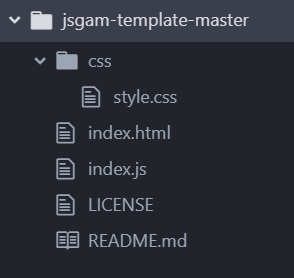 jsgam-template-master
css
style.css
index.html
index.js
LICENSE
README.md